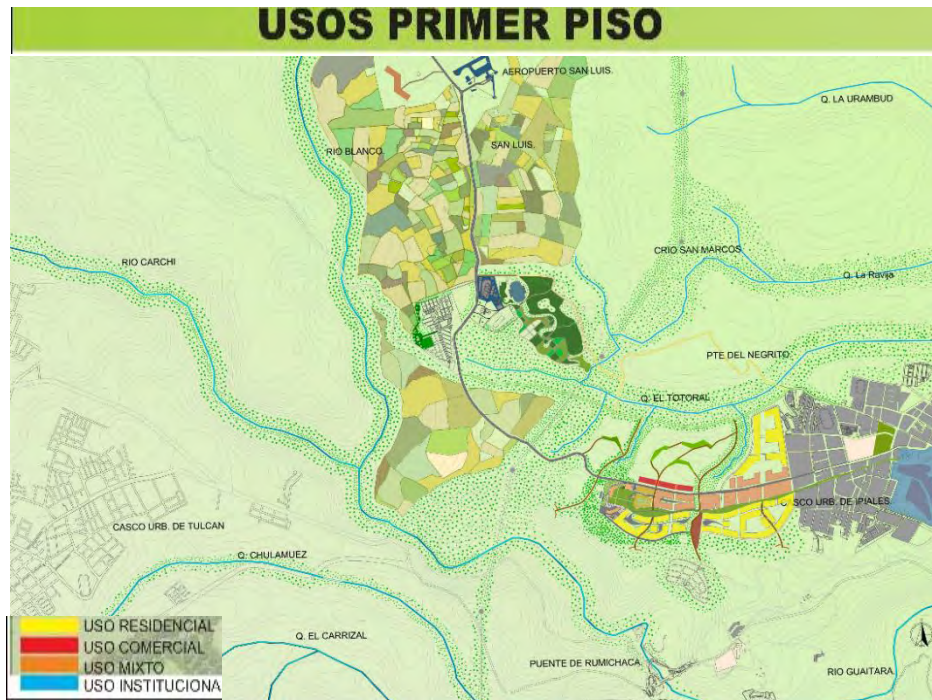 USOS PRIMER PISO
AEROPUERTO SAN LUIS.
Q. LA URAMBUD
RIO BLANCO.
SAN LUIS.
CRIO SAN MARCOS
RIO CARCHI
Q. La Ravija
PTE DEL NEGRITO
Q: EL TOTORAL
CASCO URB. DE IPIALES
CASCO URB. DE TULCAN
Q: CHULAMUEZ
USO RESIDENCIAL
USO COMERCIAL
Q. EL CARRIZAL
USO MIXTO
PUENTE DE RUMICHACA
RIO GUAITARA
USO INSTITUCIONA